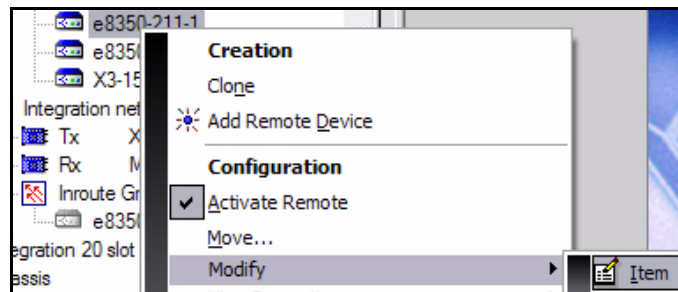 e8350-211-1
e835
Creation
X3-15
Clone
Integration net
Add Remote Device
Tx X
Rx M
Configuration
Inroute Gr
Activate Remote
e835
Move...
egration 20 slot
Modify
Item
assis